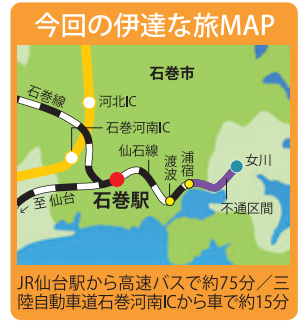 今回の伊達な旅MAP
石巻市
石巻線
河北IC
石巻河南IC
仙石線
渡波
浦宿
女川
石巻駅
不通区間
至 仙台
JR仙台駅から高速バスで約75分／三
陸自動車道石巻河南ICから車で約15分